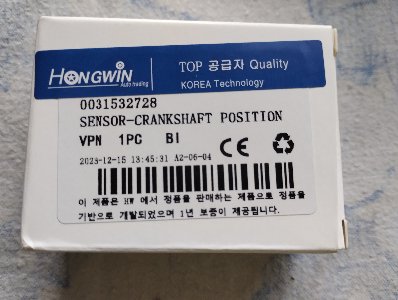 HONGWIN
Auto trading
TOP 공급자 Quality
KOREA Technology
0031532728
SENSOR-CRANKSHAFT POSITION
VPN 1PC BI
2023-12-15 13:45:31 A2-06-04
CE
이 제품은 HW 에서 정품을 판매하는 제품으로 정품을
기반으로 개발되었으며 1년 보증이 제공됩니다.